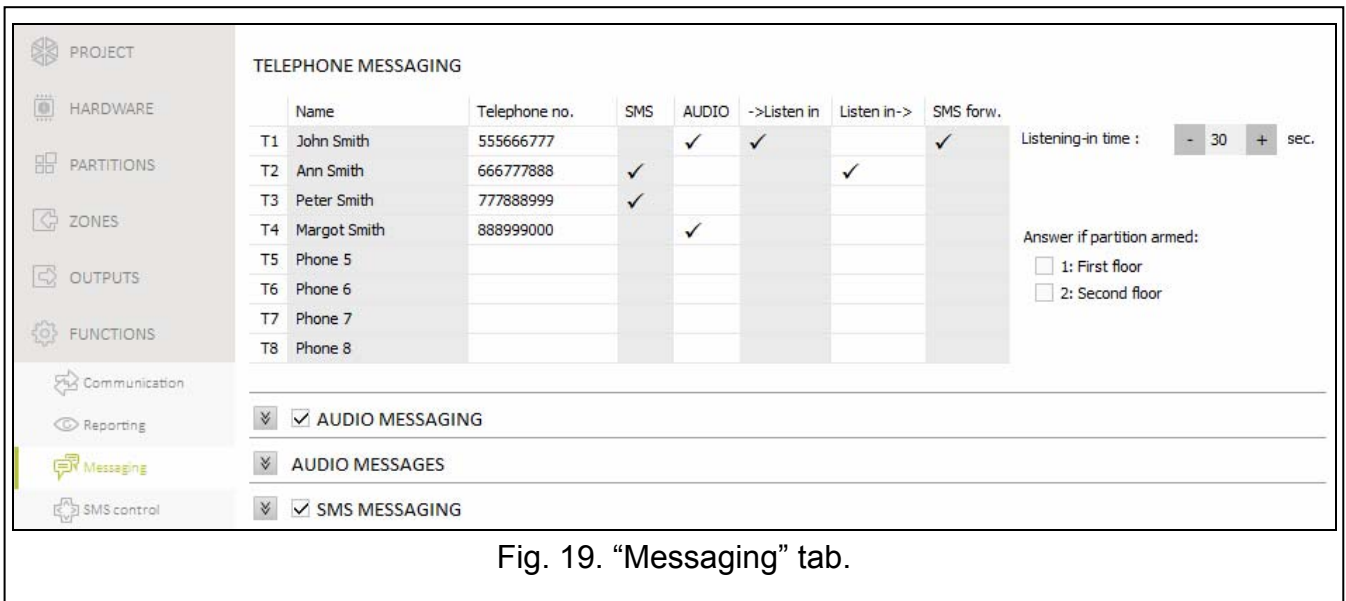 PROJECT
HARDWARE
PARTITIONS
ZONES
OUTPUTS
FUNCTIONS
Communication
Reporting
Messaging
SMS control
TELEPHONE MESSAGING
Name Telephone no. SMS AUDIO ->Listen in Listen in-> SMS forw.
T1 John Smith 555666777 ✓ ✓ ✓
T2 Ann Smith 666777888 ✓ ✓
T3 Peter Smith 777888999 ✓
T4 Margot Smith 888999000 ✓
T5 Phone 5
T6 Phone 6
T7 Phone 7
T8 Phone 8
Listening-in time : - 30 + sec.
Answer if partition armed:
1: First floor
2: Second floor
AUDIO MESSAGING
AUDIO MESSAGES
SMS MESSAGING
Fig. 19. “Messaging” tab.